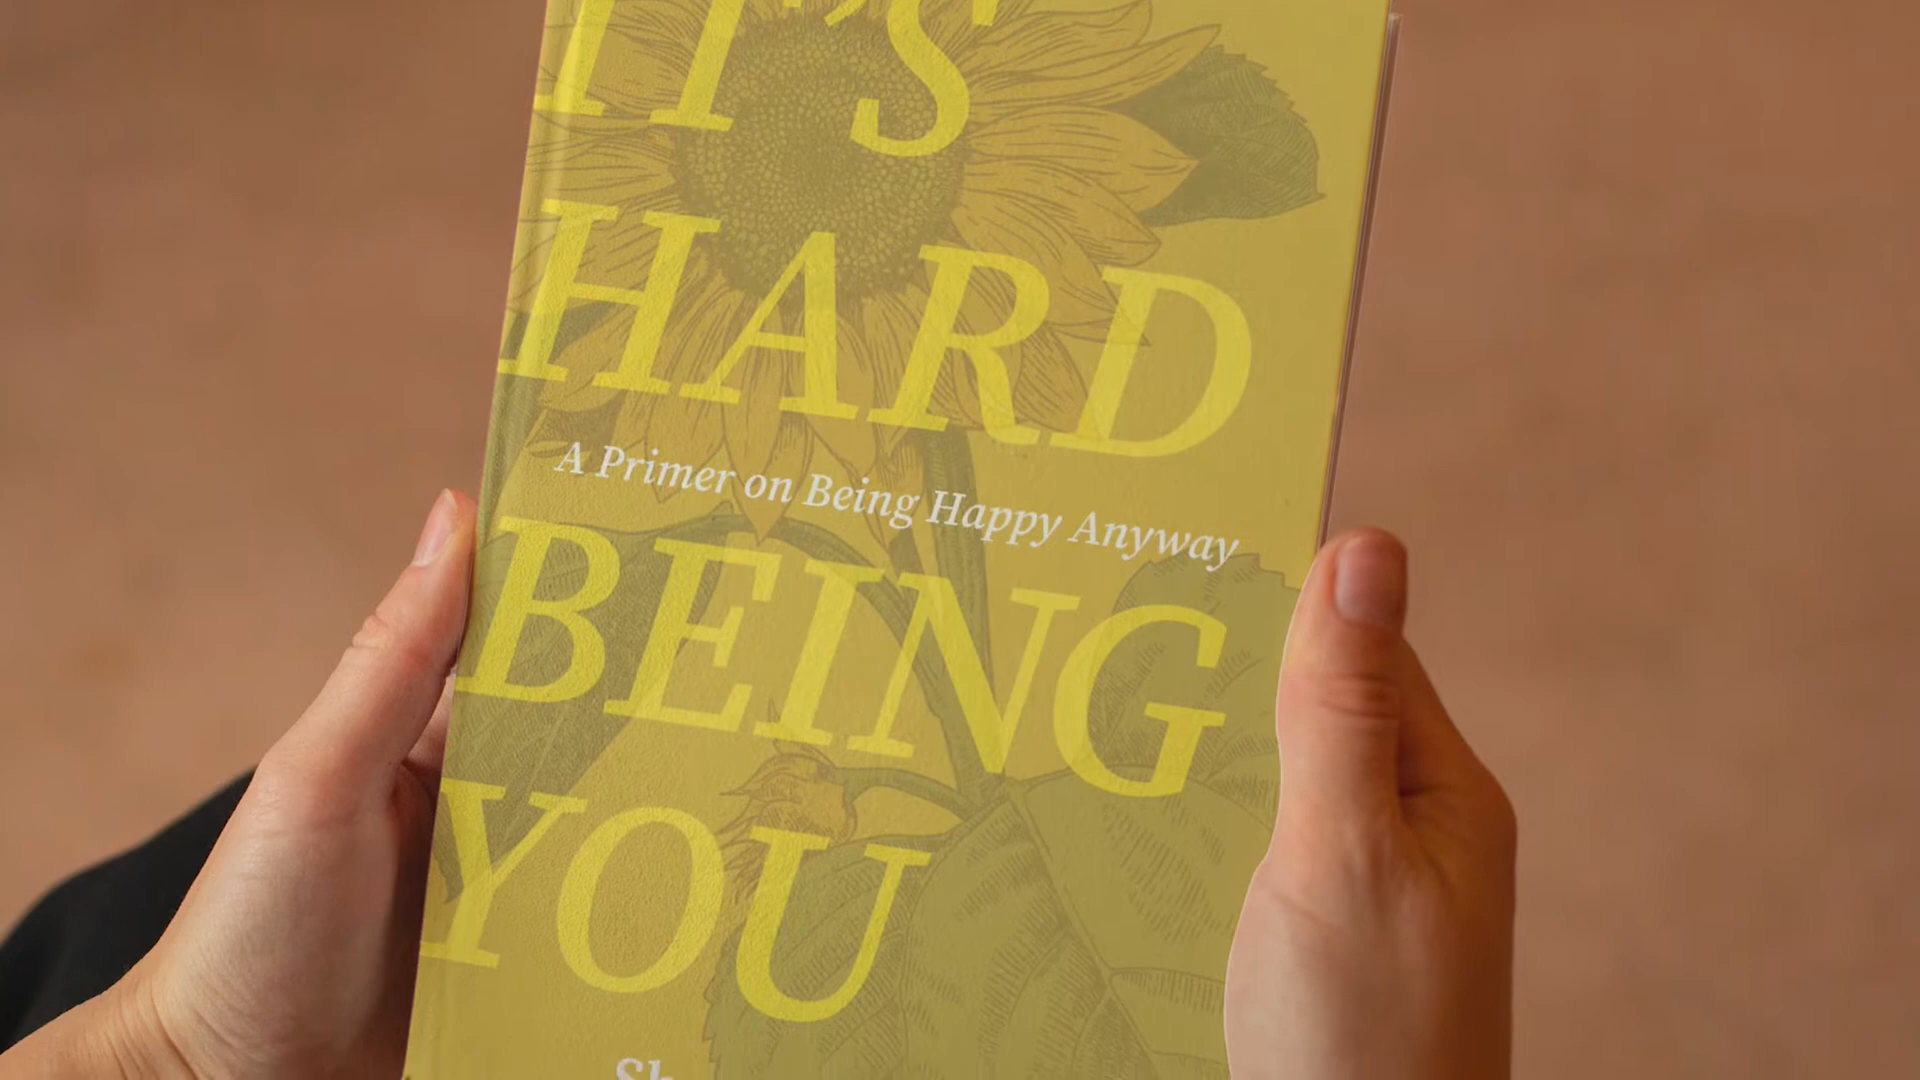 IT'S
HARD
A Primer on Being Happy Anyway
BEING
YOU